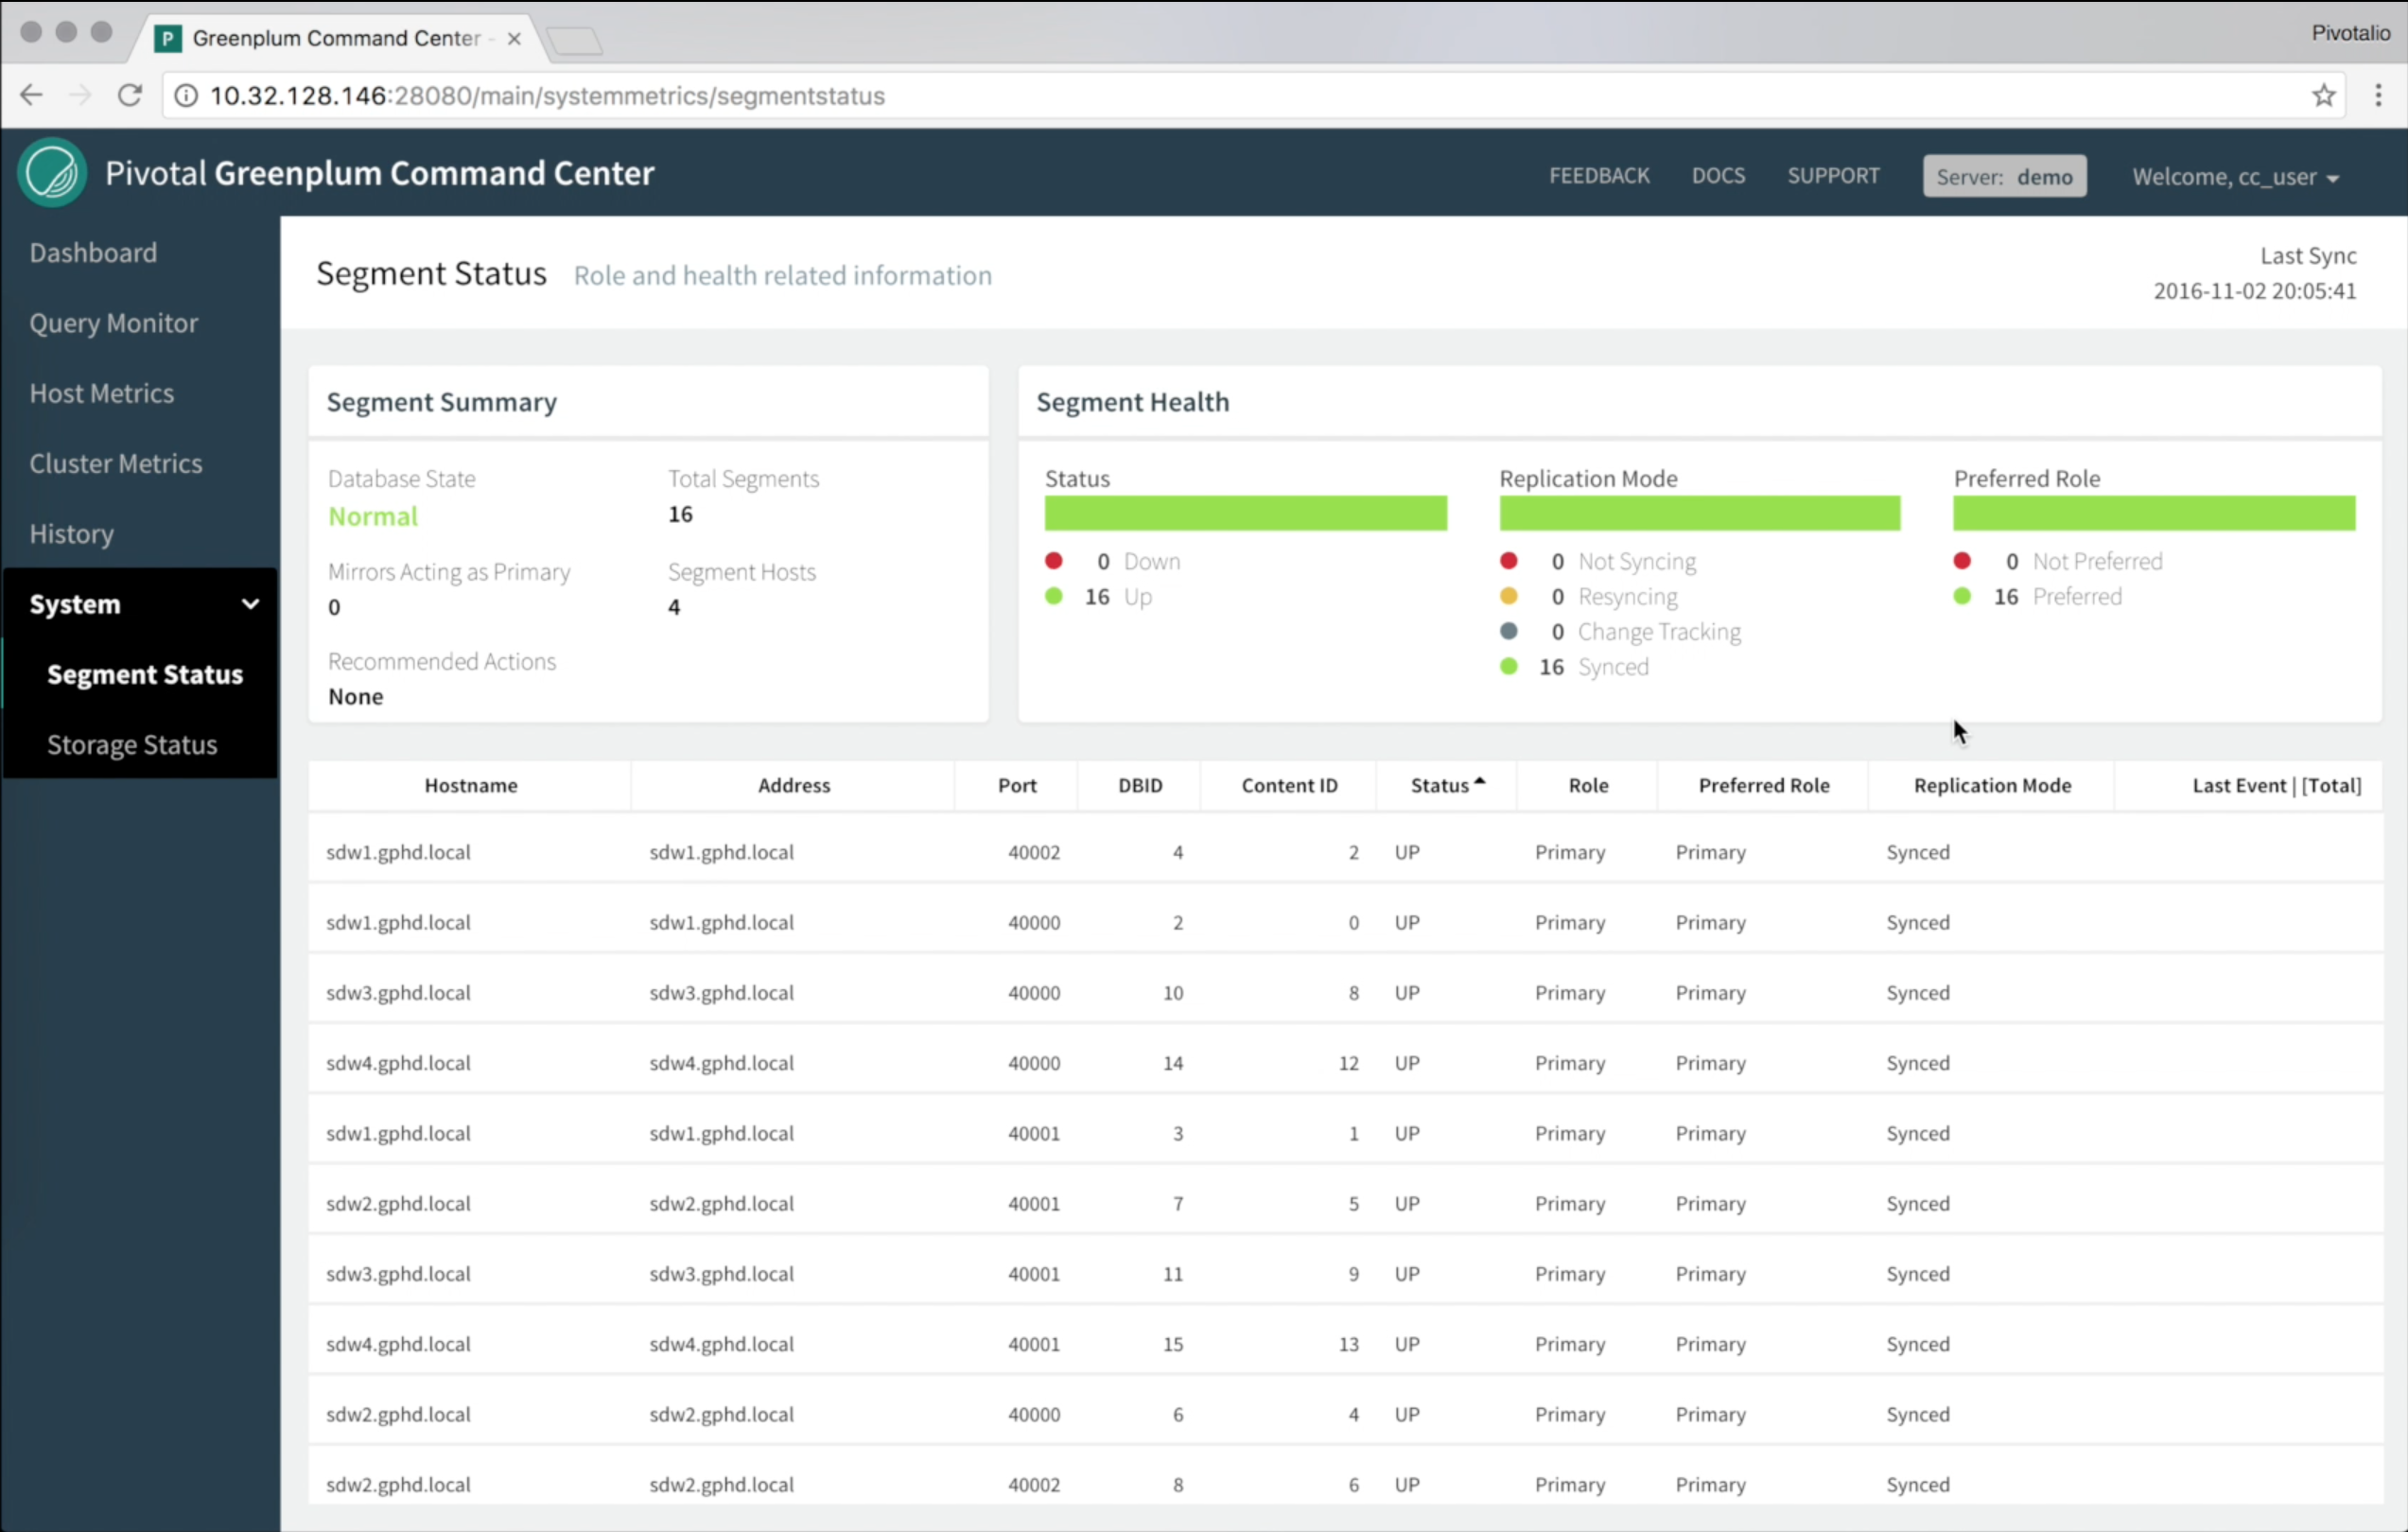 Greenplum Command Center -
Pivotalio
10.32.128.146:28080/main/systemmetrics/segmentstatus
Pivotal Greenplum Command Center
FEEDBACK DOCS SUPPORT Server: demo Welcome, cc_user
Dashboard
Query Monitor
Host Metrics
Cluster Metrics
History
System
Segment Status
Storage Status
Segment Status Role and health related information
Last Sync
2016-11-02 20:05:41
Segment Summary
Database State
Normal
Total Segments
16
Mirrors Acting as Primary
0
Segment Hosts
4
Recommended Actions
None
Segment Health
Status
0 Down
16 Up
Replication Mode
0 Not Syncing
0 Resyncing
0 Change Tracking
16 Synced
Preferred Role
0 Not Preferred
16 Preferred
Hostname Address Port DBID Content ID Status Role Preferred Role Replication Mode Last Event | [Total]
sdw1.gphd.local sdw1.gphd.local 40002 4 2 UP Primary Primary Synced
sdw1.gphd.local sdw1.gphd.local 40000 2 0 UP Primary Primary Synced
sdw3.gphd.local sdw3.gphd.local 40000 10 8 UP Primary Primary Synced
sdw4.gphd.local sdw4.gphd.local 40000 14 12 UP Primary Primary Synced
sdw1.gphd.local sdw1.gphd.local 40001 3 1 UP Primary Primary Synced
sdw2.gphd.local sdw2.gphd.local 40001 7 5 UP Primary Primary Synced
sdw3.gphd.local sdw3.gphd.local 40001 11 9 UP Primary Primary Synced
sdw4.gphd.local sdw4.gphd.local 40001 15 13 UP Primary Primary Synced
sdw2.gphd.local sdw2.gphd.local 40000 6 4 UP Primary Primary Synced
sdw2.gphd.local sdw2.gphd.local 40002 8 6 UP Primary Primary Synced